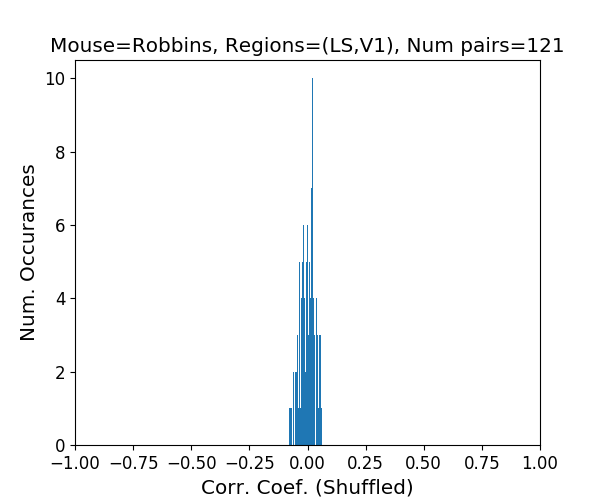 Mouse=Robbins, Regions=(LS,V1), Num pairs=121
Num. Occurances
10
8
6
4
2
0
−1.00 −0.75 −0.50 −0.25 0.00 0.25 0.50 0.75 1.00
Corr. Coef. (Shuffled)